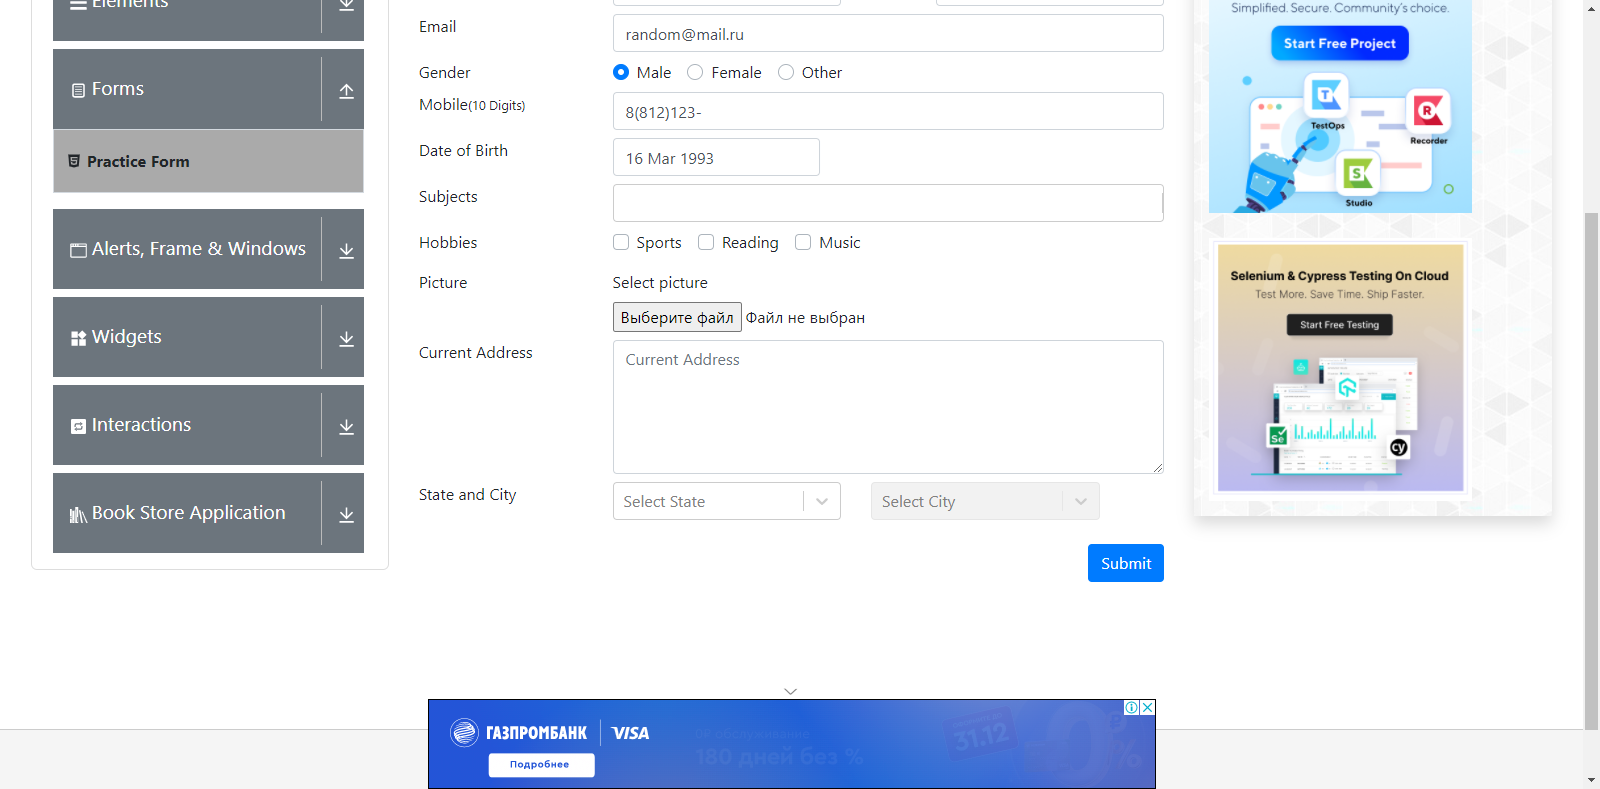 Elements
Forms
Practice Form
Alerts, Frame & Windows
Widgets
Interactions
Book Store Application
Email
random@mail.ru
Gender
Male
Female
Other
Mobile(10 Digits)
8(812)123-
Date of Birth
16 Mar 1993
Subjects
Hobbies
Sports
Reading
Music
Picture
Select picture
Выберите файл Файл не выбран
Current Address
Current Address
State and City
Select State
Select City
Submit
Simplified. Secure. Community's choice.
Start Free Project
TestOps
Recorder
Studio
Selenium & Cypress Testing On Cloud
Test More. Save Time. Ship Faster.
Start Free Testing
Se
cy
ГАЗПРОМБАНК
VISA
Подробнее
180 дней без %
31.12